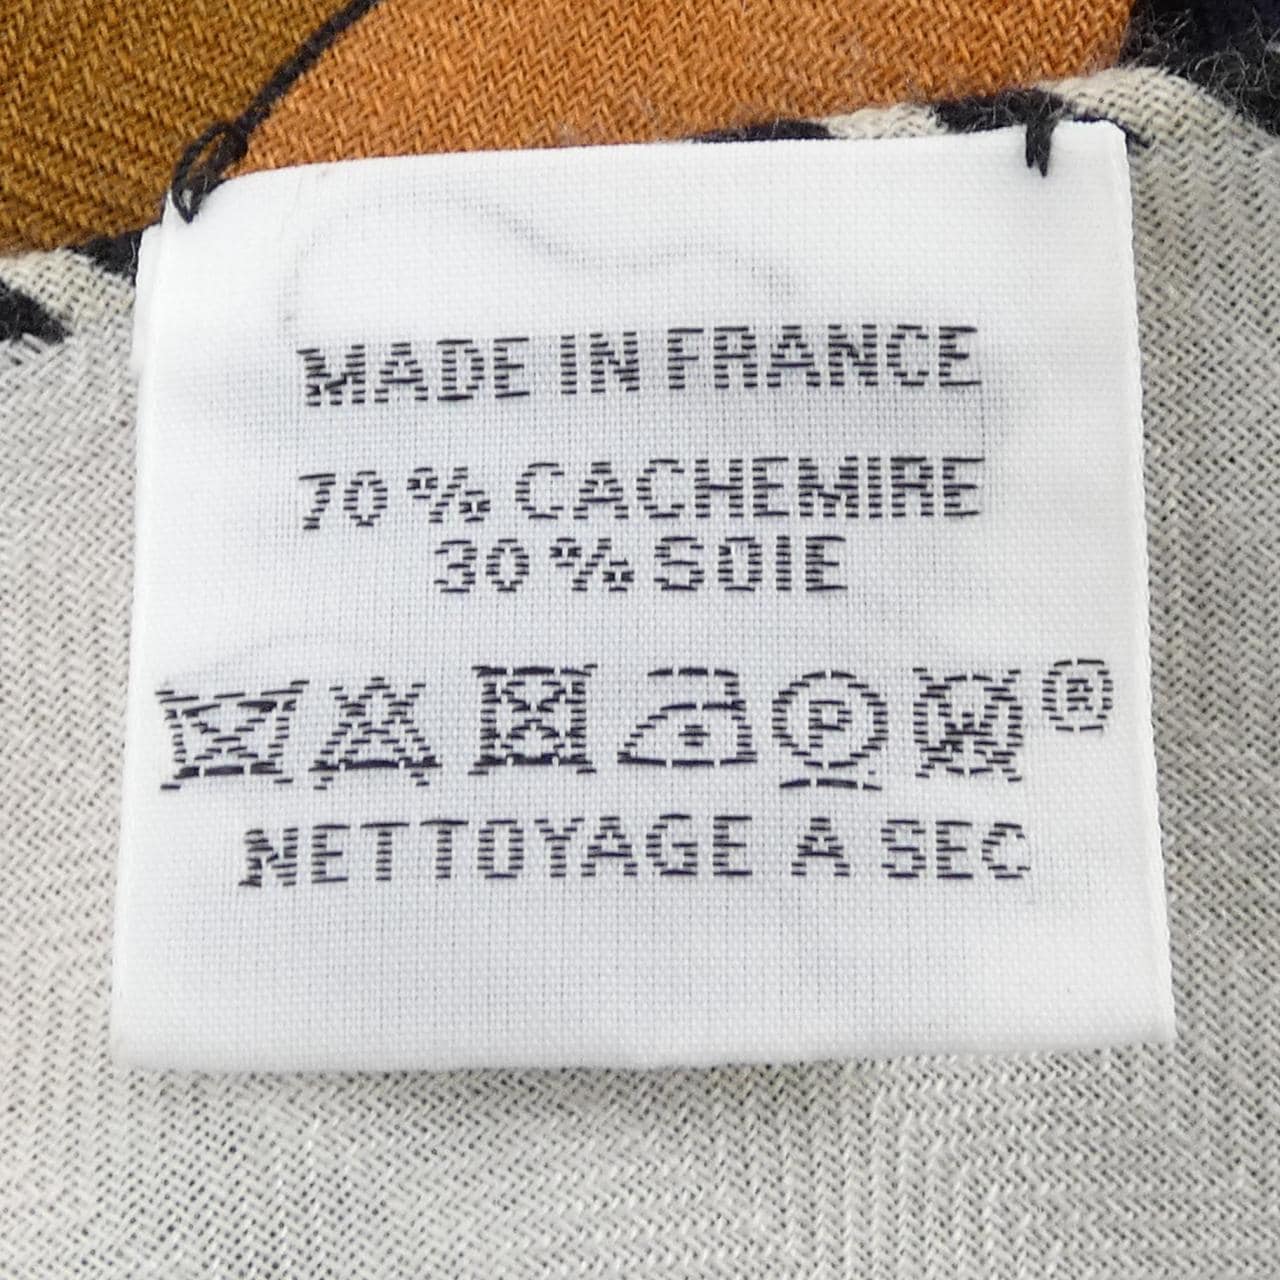 MADE IN FRANCE
70% CACHEMIRE
30% SOIE
P W ®
NETTOYAGE A SEC